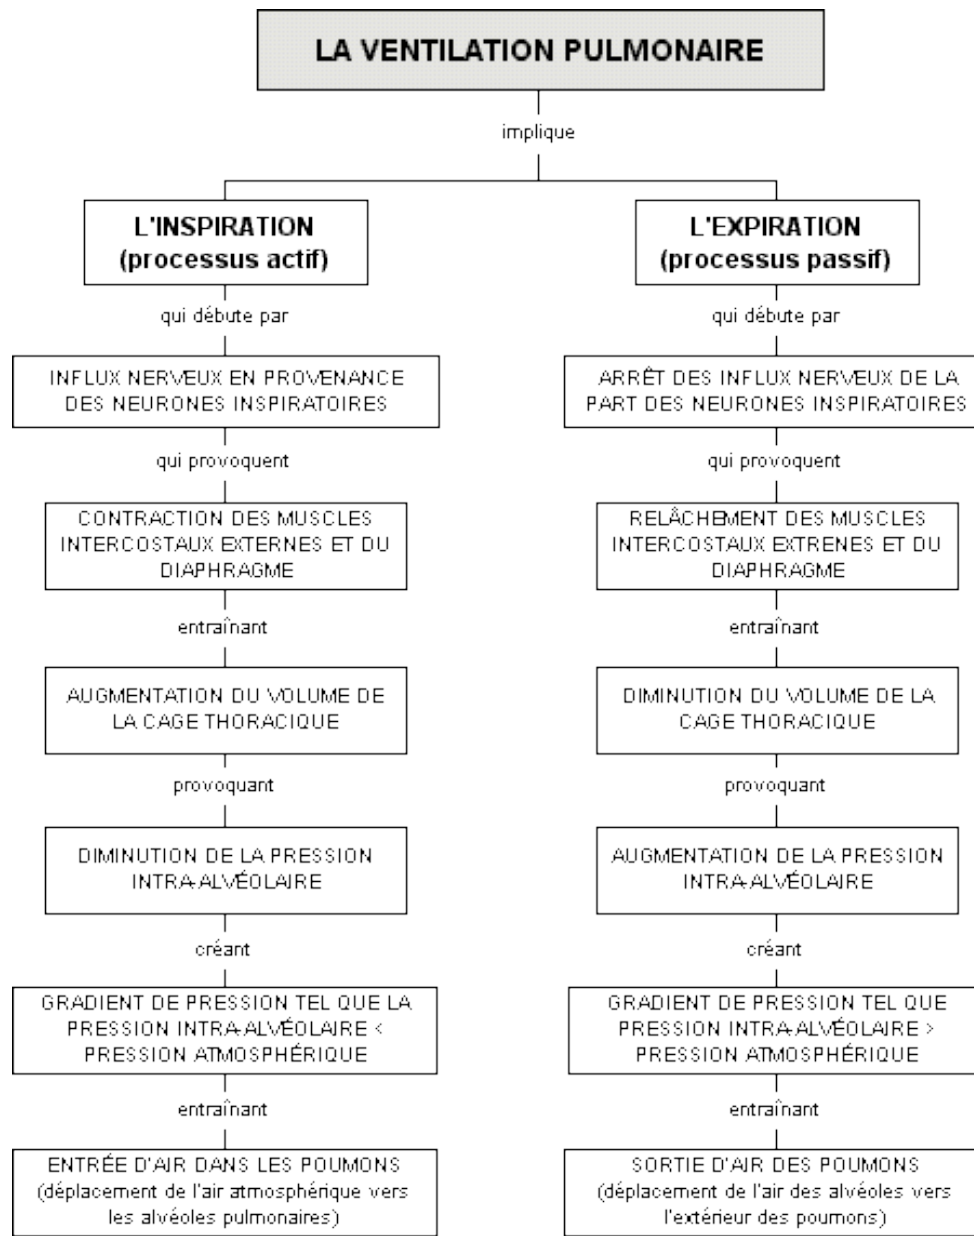 LA VENTILATION PULMONAIRE
implique
L'INSPIRATION
(processus actif)
qui débute par
INFLUX NERVEUX EN PROVENANCE
DES NEURONES INSPIRATOIRES
qui provoquent
CONTRACTION DES MUSCLES
INTERCOSTAUX EXTERNES ET DU
DIAPHRAGME
entraînant
AUGMENTATION DU VOLUME DE
LA CAGE THORACIQUE
provoquant
DIMINUTION DE LA PRESSION
INTRA-ALVÉOLAIRE
créant
GRADIENT DE PRESSION TEL QUE LA
PRESSION INTRA-ALVÉOLAIRE <
PRESSION ATMOSPHÉRIQUE
entraînant
ENTRÉE D'AIR DANS LES POUMONS
(déplacement de l'air atmosphérique vers
les alvéoles pulmonaires)
L'EXPIRATION
(processus passif)
qui débute par
ARRÊT DES INFLUX NERVEUX DE LA
PART DES NEURONES INSPIRATOIRES
qui provoquent
RELÂCHEMENT DES MUSCLES
INTERCOSTAUX EXTRENES ET DU
DIAPHRAGME
entraînant
DIMINUTION DU VOLUME DE LA
CAGE THORACIQUE
provoquant
AUGMENTATION DE LA PRESSION
INTRA-ALVÉOLAIRE
créant
GRADIENT DE PRESSION TEL QUE
PRESSION INTRA-ALVÉOLAIRE >
PRESSION ATMOSPHÉRIQUE
entraînant
SORTIE D'AIR DES POUMONS
(déplacement de l'air des alvéoles vers
l'extérieur des poumons)